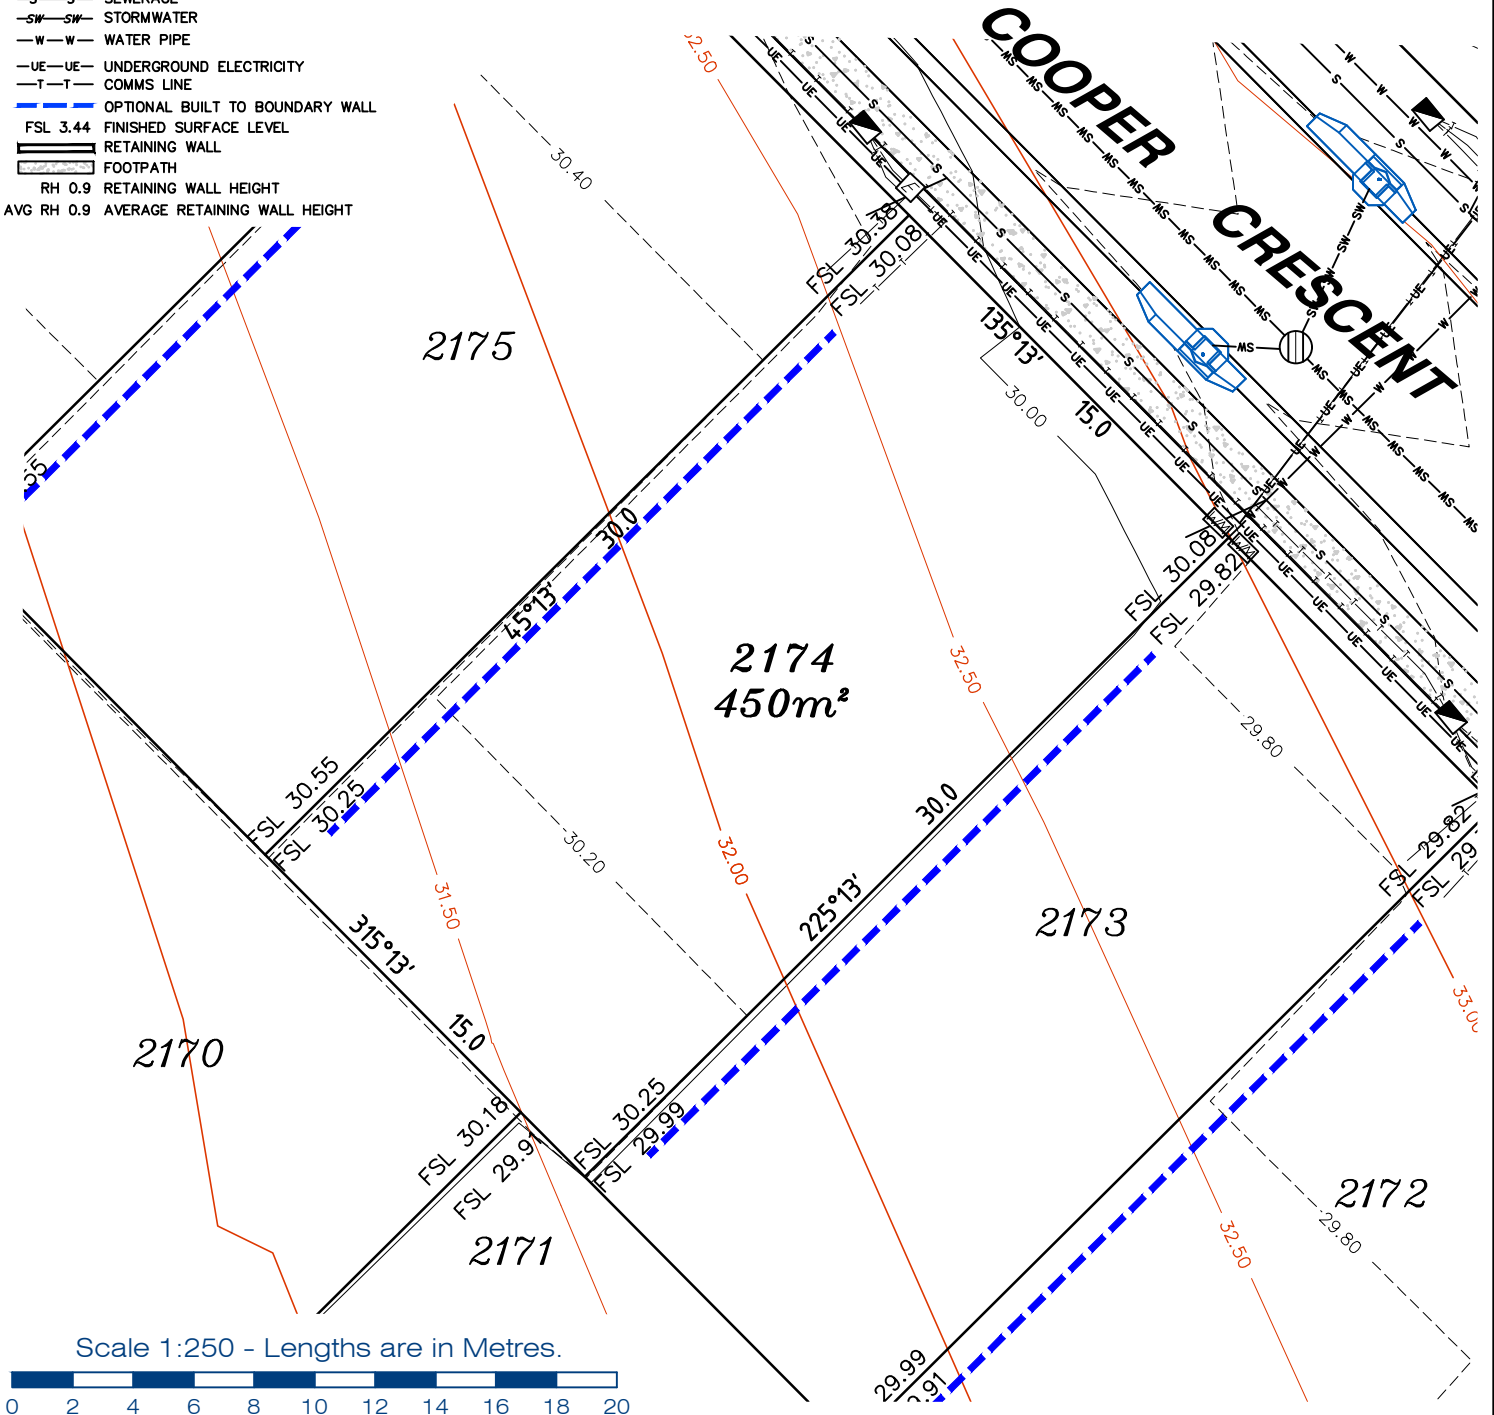 SEWERAGE
SW SW STORMWATER
W W WATER PIPE
UE UE UNDERGROUND ELECTRICITY
T T COMMS LINE
OPTIONAL BUILT TO BOUNDARY WALL
FSL 3.44 FINISHED SURFACE LEVEL
RETAINING WALL
FOOTPATH
RH 0.9 RETAINING WALL HEIGHT
AVG RH 0.9 AVERAGE RETAINING WALL HEIGHT
COOPER
CRESCENT
30.40
FSL 30.38
FSL 30.08
2175
135°13'
15.0
30.00
30.0
45°13'
FSL 30.08
FSL 29.82
2174
450m²
32.50
29.80
FSL 30.55
FSL 30.25
30.20
32.00
31.50
30.0
225°13'
2173
FSL 29.82
315°13'
15.0
2170
FSL 30.25
FSL 29.99
FSL 30.18
2171
2172
29.80
32.50
29.99
Scale 1:250 - Lengths are in Metres.
0 2 4 6 8 10 12 14 16 18 20